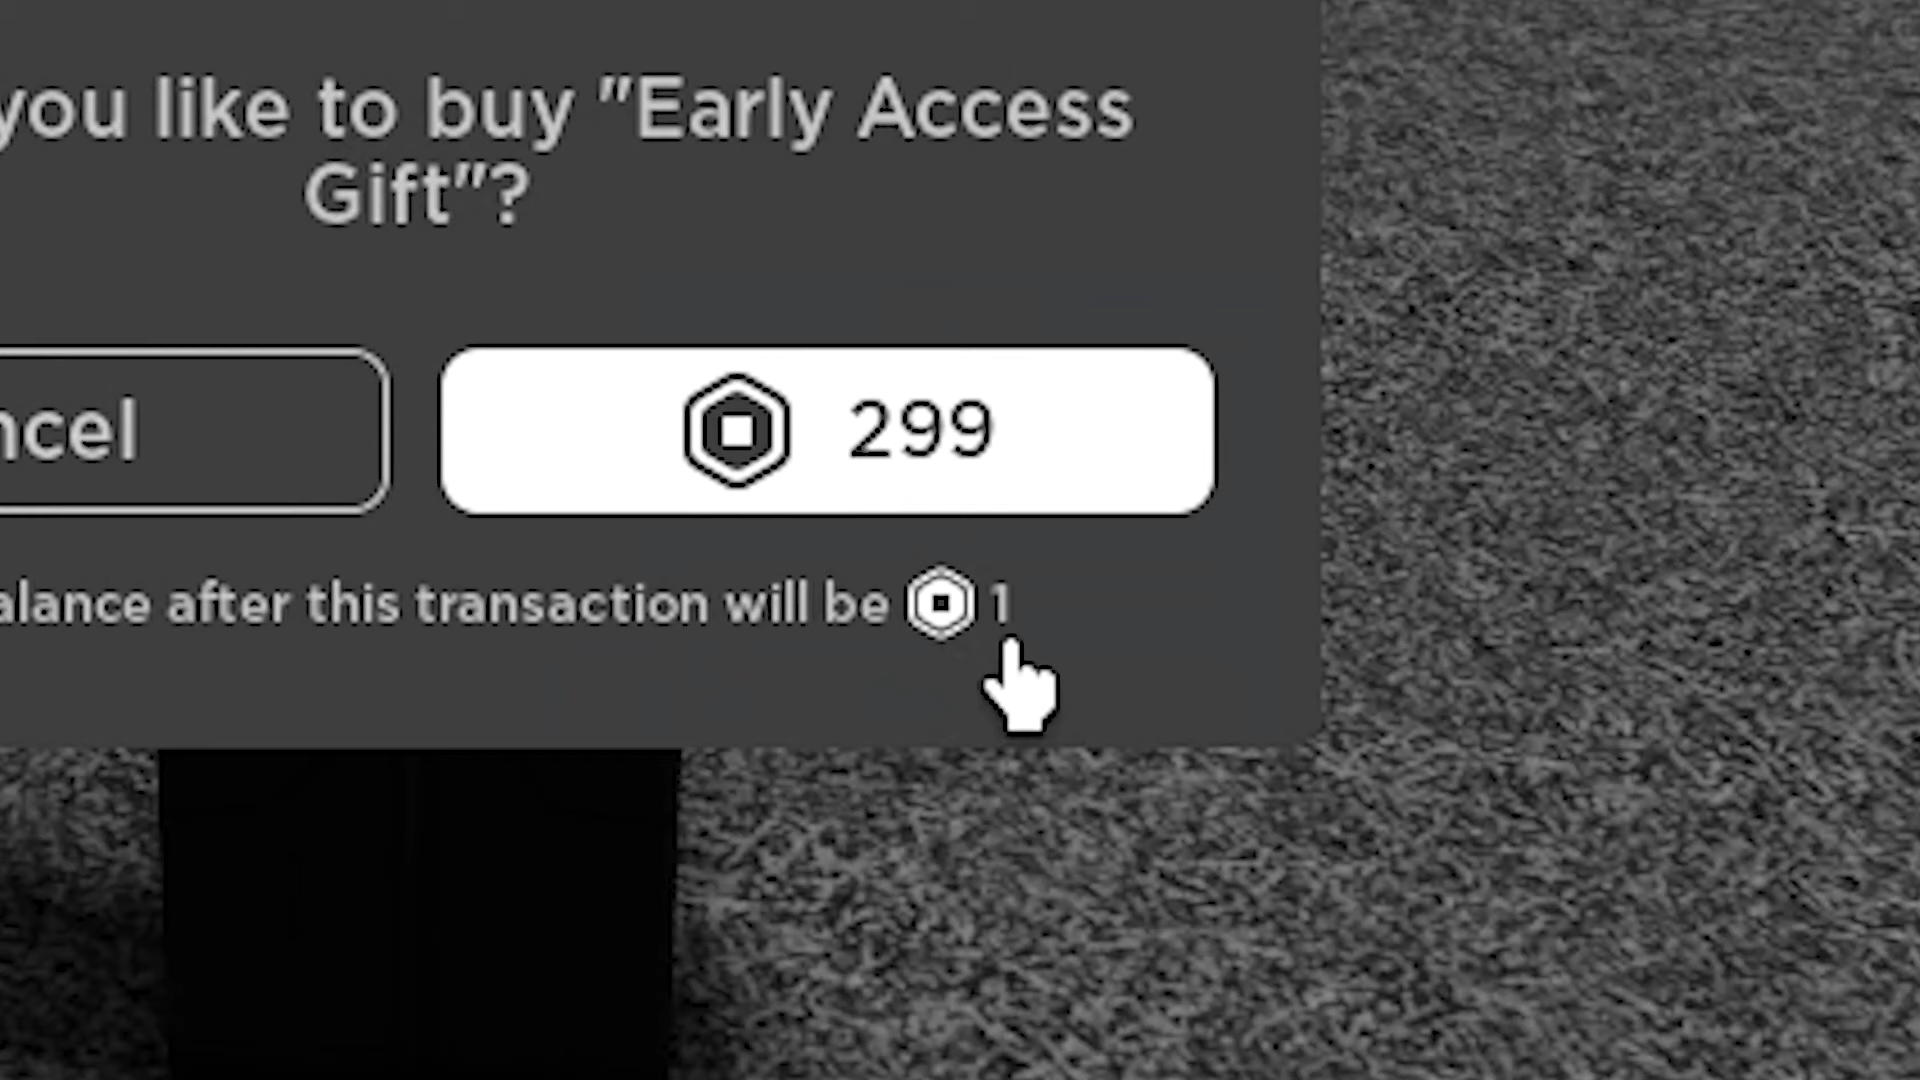 you like to buy "Early Access
Gift"?
ncel
299
alance after this transaction will be 1